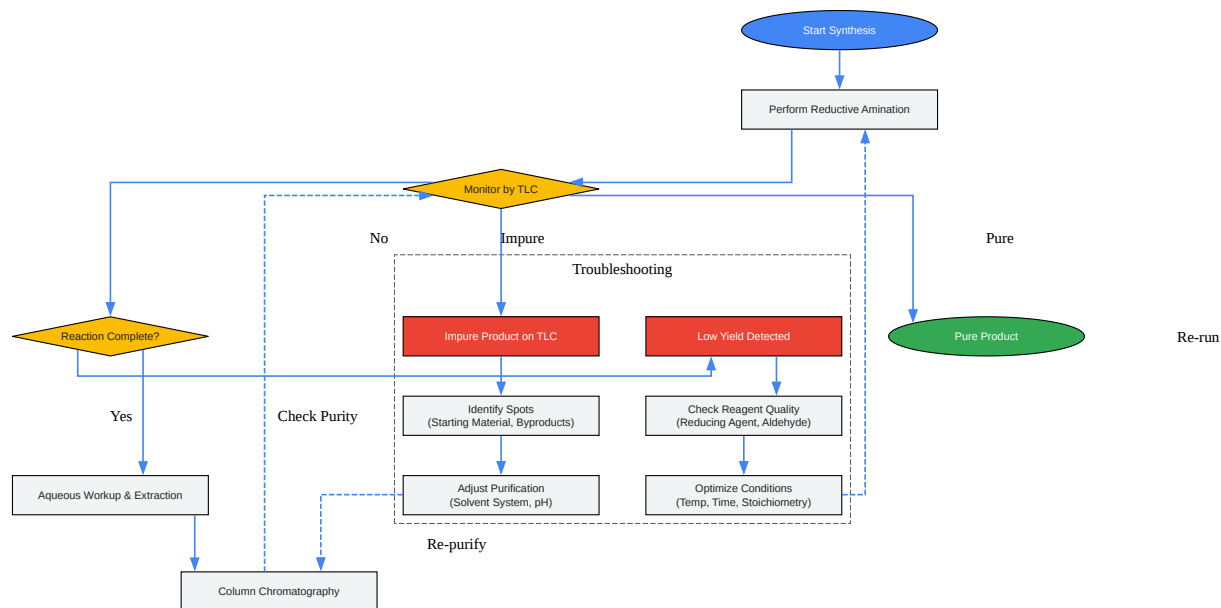 Start Synthesis
Perform Reductive Amination
Monitor by TLC
No
Impure
Pure
Troubleshooting
Reaction Complete?
Impure Product on TLC
Low Yield Detected
Pure Product
Re-run
Yes
Check Purity
Identify Spots
(Starting Material, Byproducts)
Check Reagent Quality
(Reducing Agent, Aldehyde)
Aqueous Workup & Extraction
Adjust Purification
(Solvent System, pH)
Optimize Conditions
(Temp, Time, Stoichiometry)
Re-purify
Column Chromatography